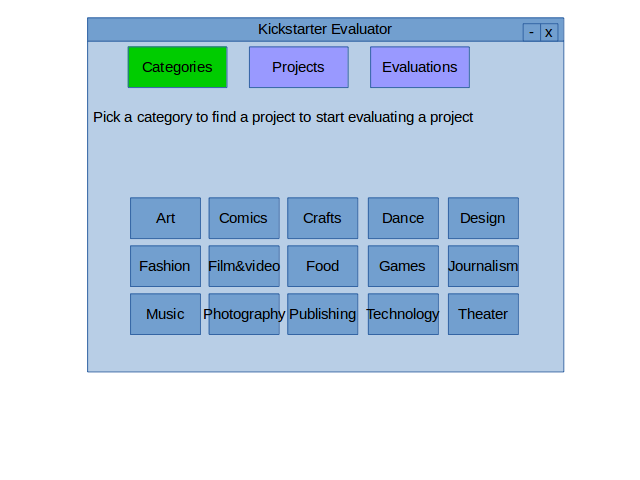 Kickstarter Evaluator
- x
Categories Projects Evaluations
Pick a category to find a project to start evaluating a project
Art Comics Crafts Dance Design
Fashion Film&video Food Games Journalism
Music Photography Publishing Technology Theater